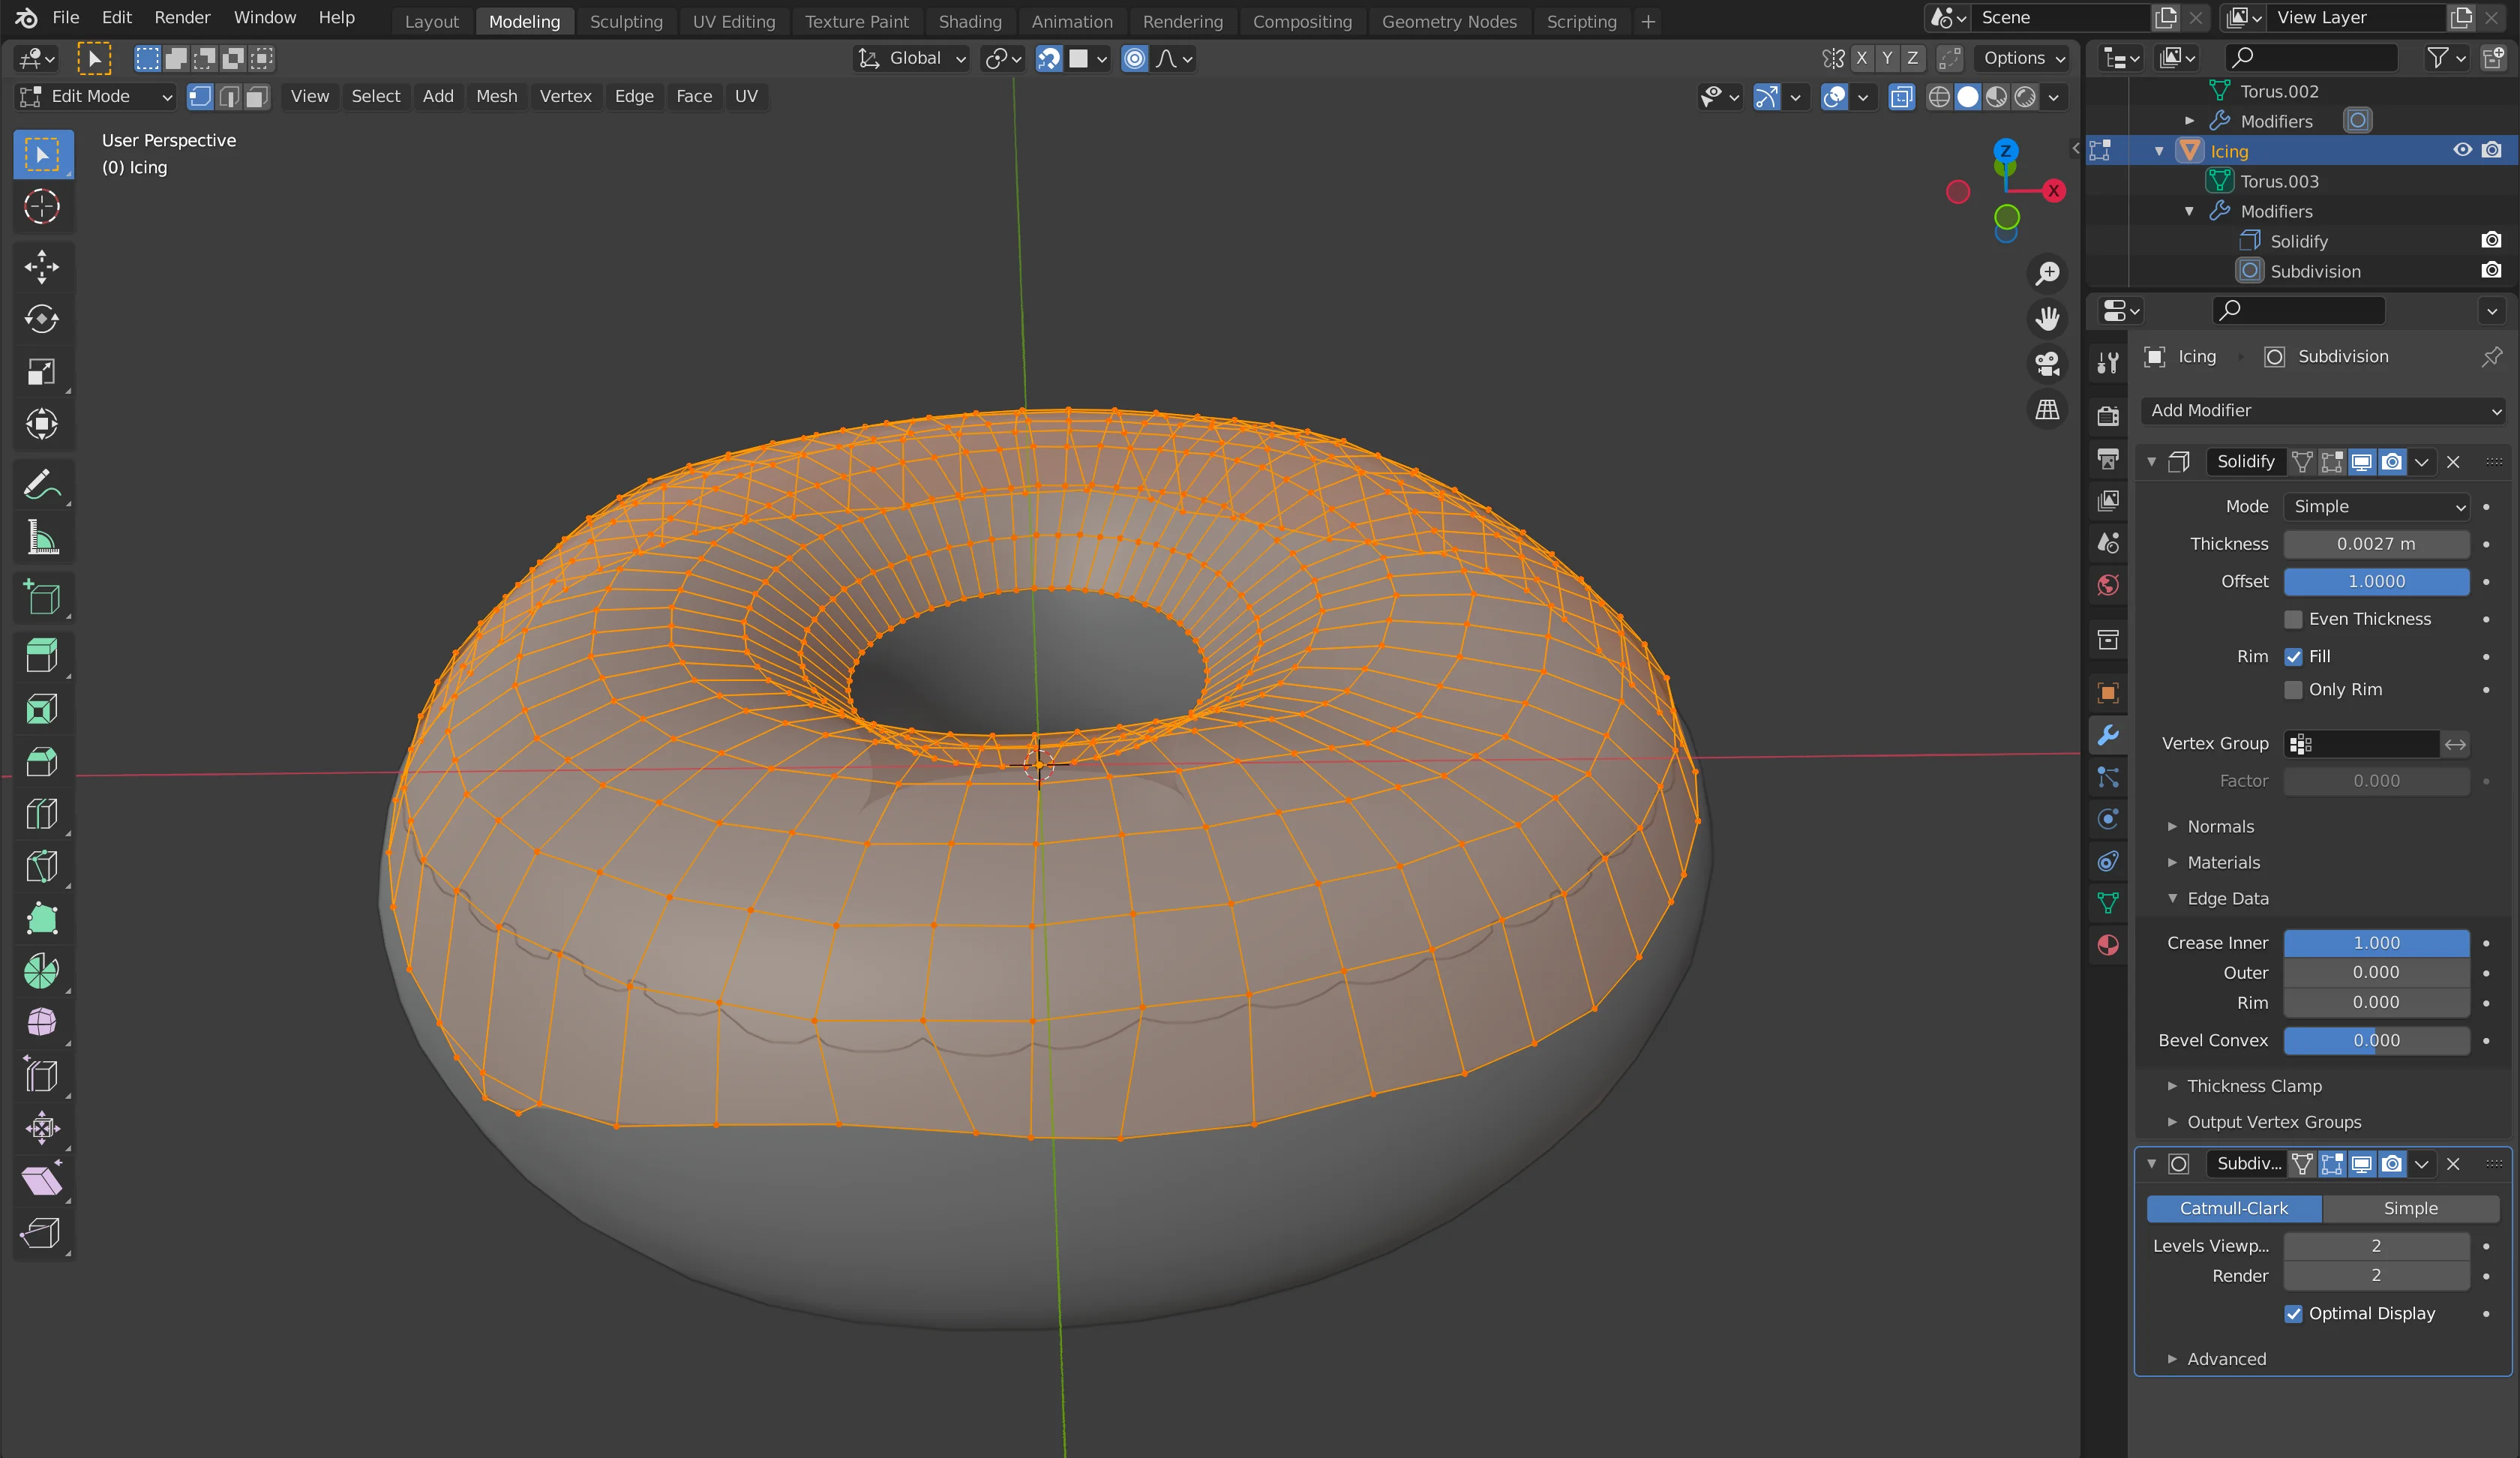 File Edit Render Window Help Layout Modeling Sculpting UV Editing Texture Paint Shading Animation Rendering Compositing Geometry Nodes Scripting + Scene View Layer
Global X Y Z Options
Edit Mode View Select Add Mesh Vertex Edge Face UV
User Perspective
(0) Icing
Z
X
Torus.002
Modifiers
Icing
Torus.003
Modifiers
Solidify
Subdivision
Icing Subdivision
Add Modifier
Solidify
Mode Simple
Thickness 0.0027 m
Offset 1.0000
Even Thickness
Rim Fill
Only Rim
Vertex Group
Factor 0.000
Normals
Materials
Edge Data
Crease Inner 1.000
Outer 0.000
Rim 0.000
Bevel Convex 0.000
Thickness Clamp
Output Vertex Groups
Subdiv...
Catmull-Clark Simple
Levels Viewp... 2
Render 2
Optimal Display
Advanced